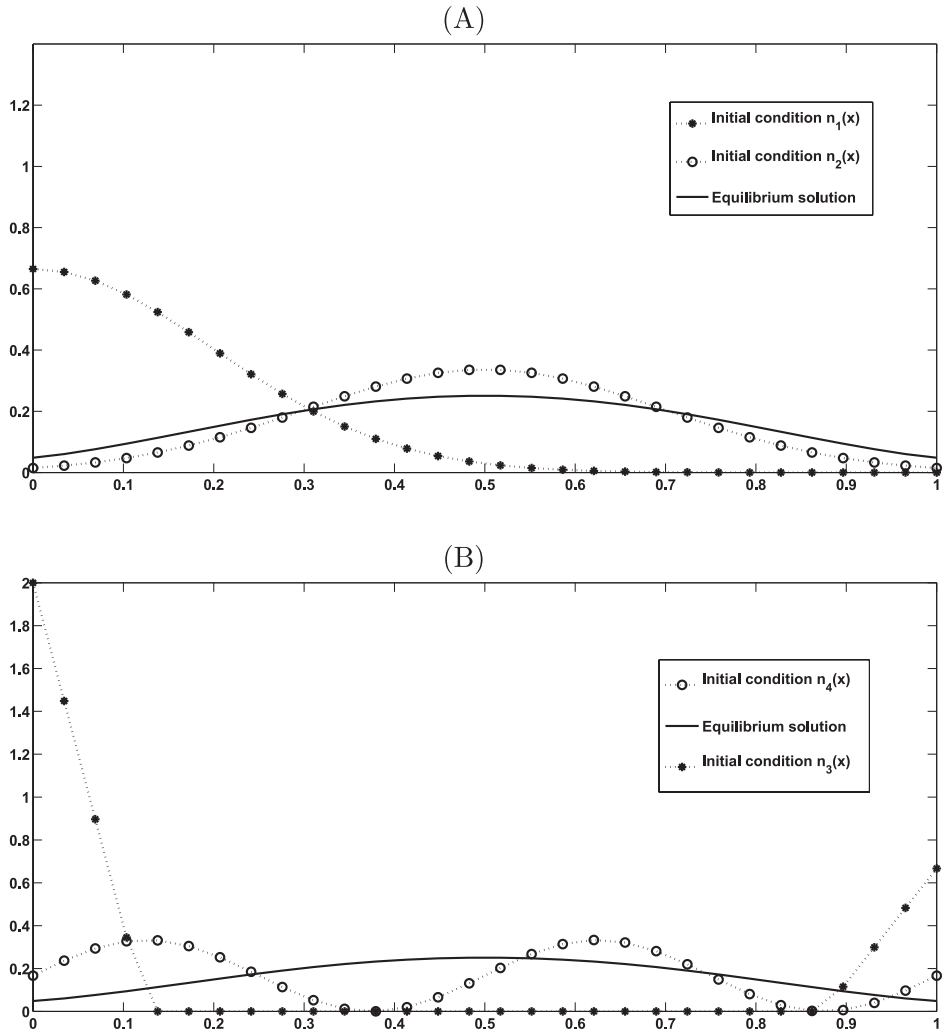 (A)
1.2
1
0.8
0.6
0.4
0.2
0
Initial condition n_1(x)
Initial condition n_2(x)
Equilibrium solution
0 0.1 0.2 0.3 0.4 0.5 0.6 0.7 0.8 0.9 1
(B)
2
1.8
1.6
1.4
1.2
1
0.8
0.6
0.4
0.2
0
Initial condition n_4(x)
Equilibrium solution
Initial condition n_3(x)
0 0.1 0.2 0.3 0.4 0.5 0.6 0.7 0.8 0.9 1